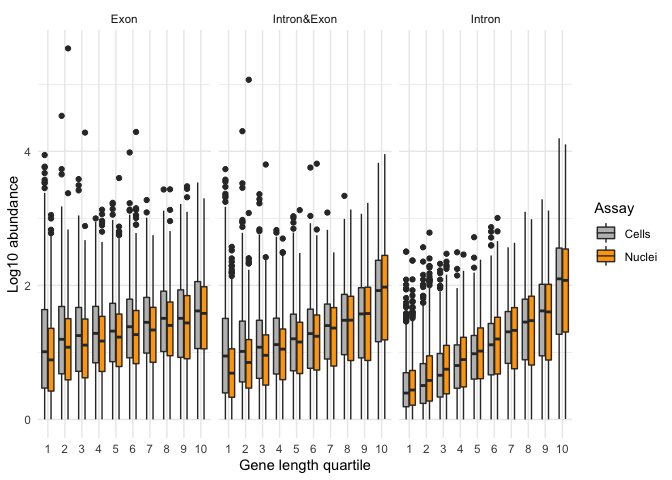 Exon Intron&Exon Intron
Log10 abundance
4
2
0
Assay
Cells
Nuclei
1 2 3 4 5 6 7 8 9 10 1 2 3 4 5 6 7 8 9 10 1 2 3 4 5 6 7 8 9 10
Gene length quartile